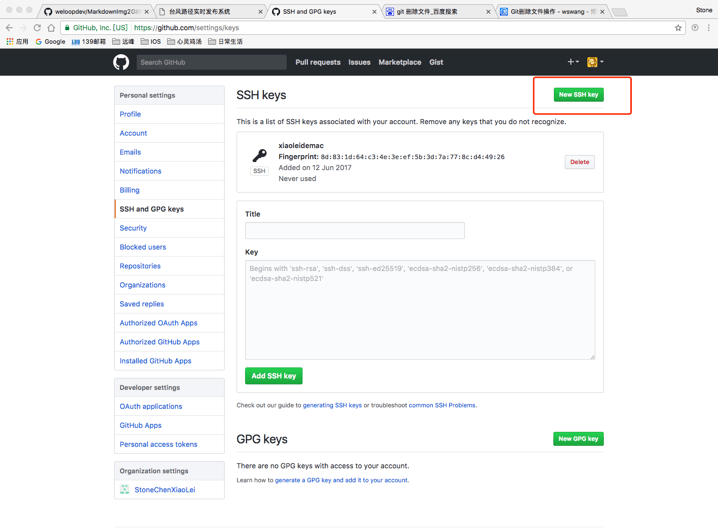 weloopdev/MarkdownImg2GitH
台风路径实时发布系统
SSH and GPG keys
git 删除文件_百度搜索
Git删除文件操作 - wswang - 博
Stone
GitHub, Inc. [US] https://github.com/settings/keys
应用 Google 139邮箱 远峰 IOS 心灵鸡汤 日常生活
Search GitHub
Pull requests Issues Marketplace Gist
Personal settings
Profile
Account
Emails
Notifications
Billing
SSH and GPG keys
Security
Blocked users
Repositories
Organizations
Saved replies
Authorized OAuth Apps
Authorized GitHub Apps
Installed GitHub Apps
Developer settings
OAuth applications
GitHub Apps
Personal access tokens
Organization settings
StoneChenXiaoLei
SSH keys
New SSH key
This is a list of SSH keys associated with your account. Remove any keys that you do not recognize.
SSH
xiaoleidemac
Fingerprint: 8d:83:1d:64:c3:4e:3e:ef:5b:3d:7a:77:8c:d4:49:26
Added on 12 Jun 2017
Never used
Delete
Title
Key
Begins with 'ssh-rsa', 'ssh-dss', 'ssh-ed25519', 'ecdsa-sha2-nistp256', 'ecdsa-sha2-nistp384', or
'ecdsa-sha2-nistp521'
Add SSH key
Check out our guide to generating SSH keys or troubleshoot common SSH Problems.
GPG keys
New GPG key
There are no GPG keys with access to your account.
Learn how to generate a GPG key and add it to your account.